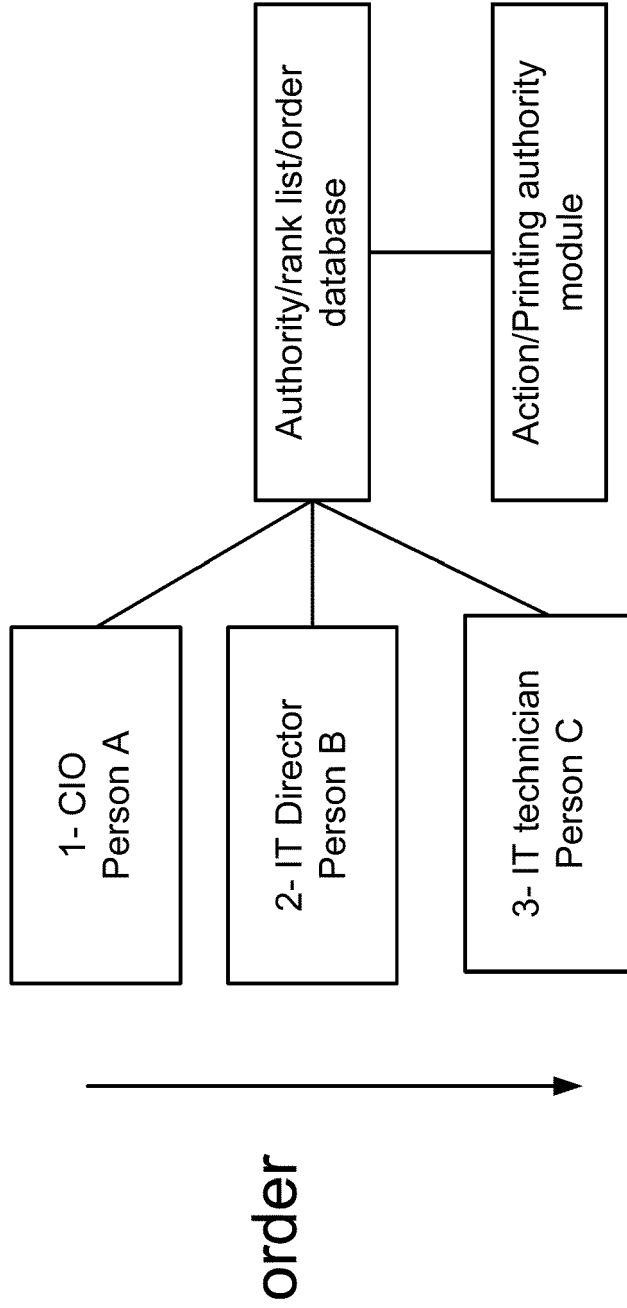 order
1- CIO
Person A
2- IT Director
Person B
3- IT technician
Person C
Authority/rank list/order
database
Action/Printing authority
module